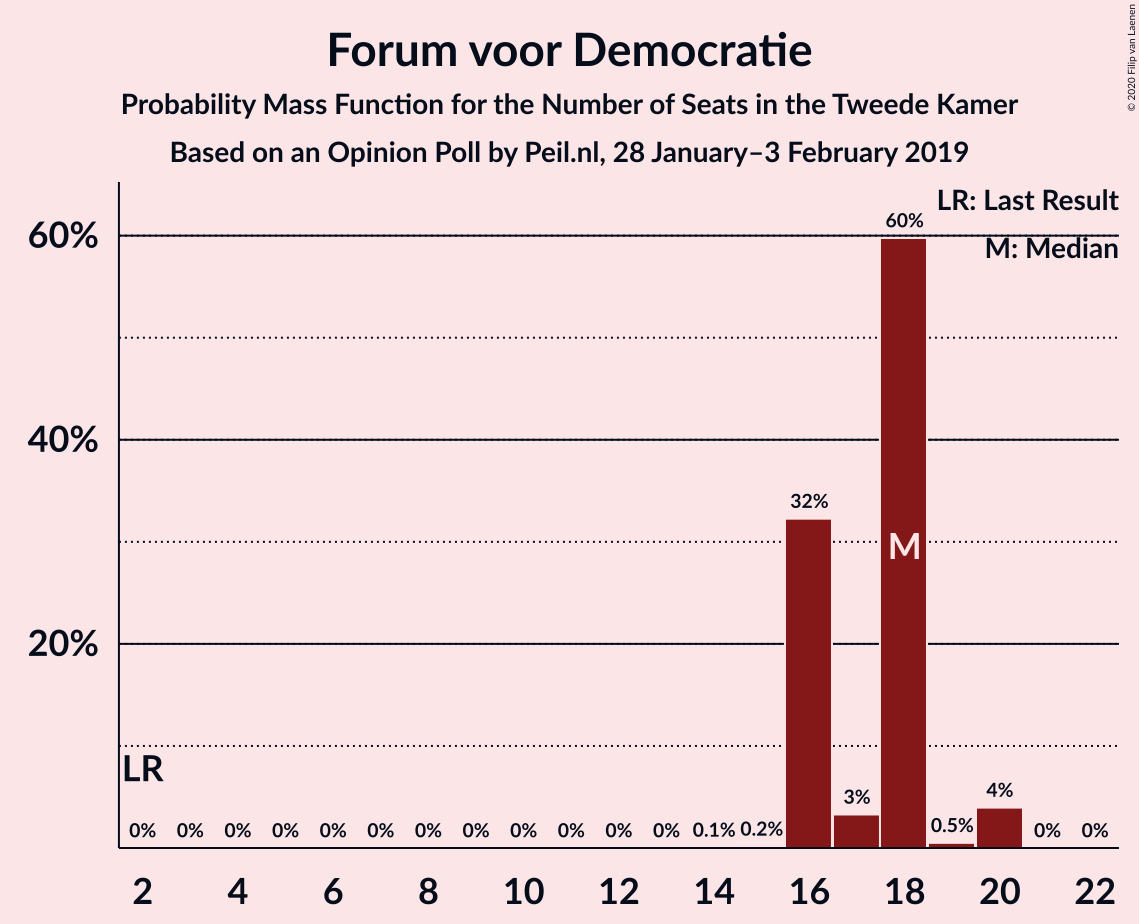 Forum voor Democratie
Probability Mass Function for the Number of Seats in the Tweede Kamer
Based on an Opinion Poll by Peil.nl, 28 January–3 February 2019
© 2020 Filip van Laenen
LR: Last Result
M: Median
60%
40%
20%
60%
32%
M
LR
4%
3%
0% 0% 0% 0% 0% 0% 0% 0% 0% 0% 0% 0% 0.1% 0.2% 0.5% 0% 0%
2 4 6 8 10 12 14 16 18 20 22